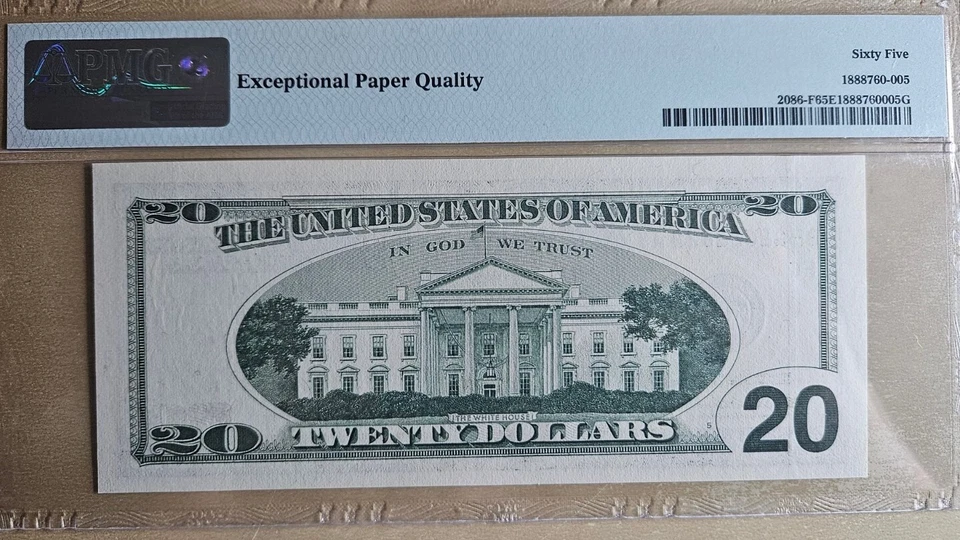 PMG
Exceptional Paper Quality
Sixty Five
1888760-005
2086-F65E1888760005G
20
20
THE UNITED STATES OF AMERICA
IN GOD WE TRUST
THE WHITE HOUSE
20
TWENTY DOLLARS
5
20